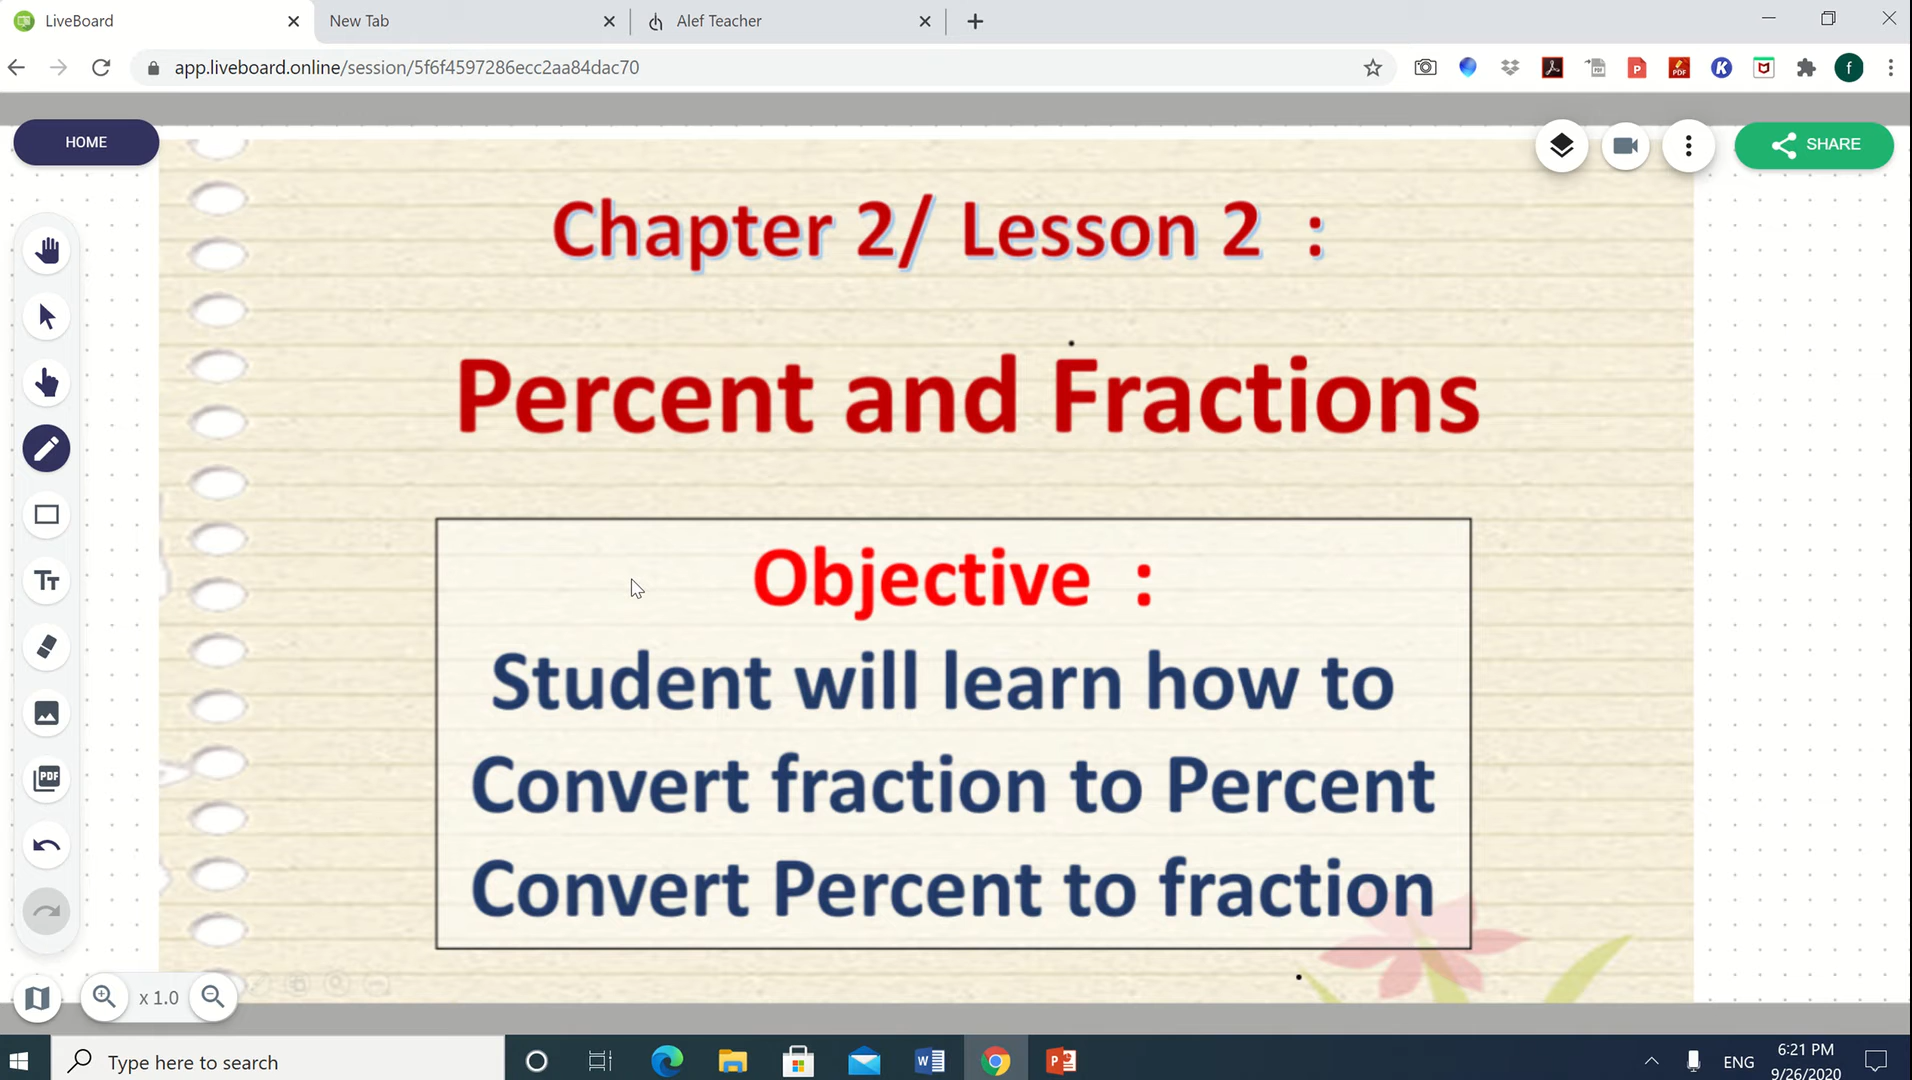 LiveBoard
New Tab
Alef Teacher
app.liveboard.online/session/5f6f4597286ecc2aa84dac70
f
HOME
SHARE
Chapter 2/ Lesson 2 :
Percent and Fractions
Objective :
Student will learn how to
Convert fraction to Percent
Convert Percent to fraction
TT
PDF
x 1.0
Type here to search
ENG
6:21 PM
9/26/2020